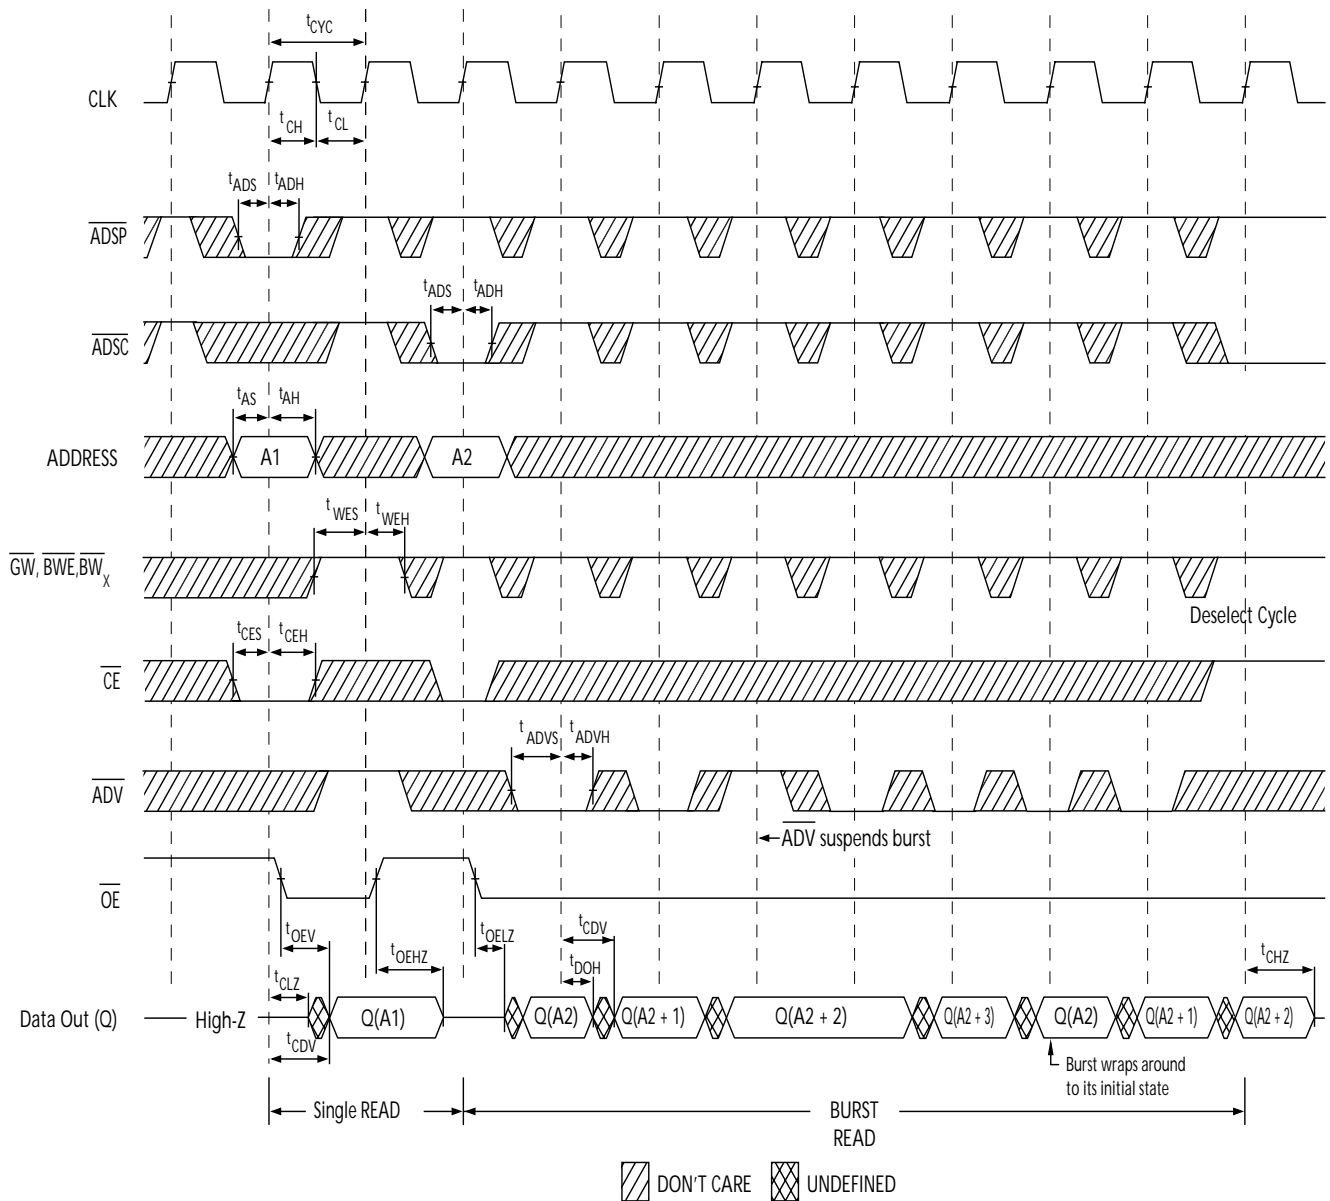 tCYC
CLK
tCH
tCL
tADS
tADH
ADSP
tADS
tADH
ADSC
tAS
tAH
ADDRESS
A1
A2
tWES
tWEH
GW, BWE,BWX
Deselect Cycle
tCES
tCEH
CE
tADVS
tADVH
ADV
ADV suspends burst
OE
tOEV
tOEHZ
tOELZ
tCDV
tDOH
tCHZ
tCLZ
Data Out (Q)
High-Z
Q(A1)
Q(A2)
Q(A2 + 1)
Q(A2 + 2)
Q(A2 + 3)
Q(A2)
Q(A2 + 1)
Q(A2 + 2)
tCDV
Burst wraps around
to its initial state
Single READ
BURST
READ
DON'T CARE
UNDEFINED